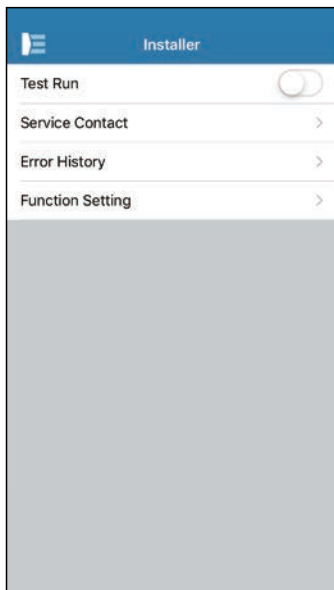 Installer
Test Run
Service Contact
Error History
Function Setting